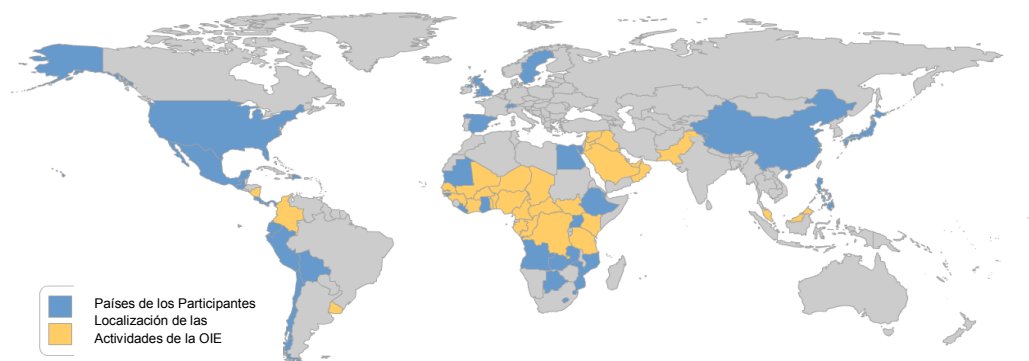 Países de los Participantes
Localización de las
Actividades de la OIE